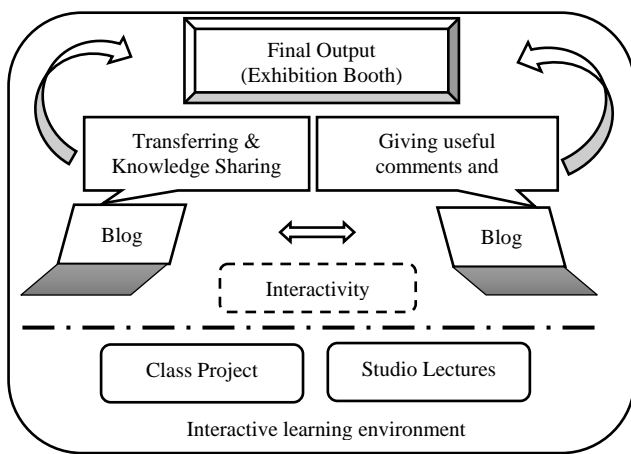 Final Output
(Exhibition Booth)
Transferring &
Knowledge Sharing
Giving useful
comments and
Blog
Blog
Interactivity
Class Project
Studio Lectures
Interactive learning environment